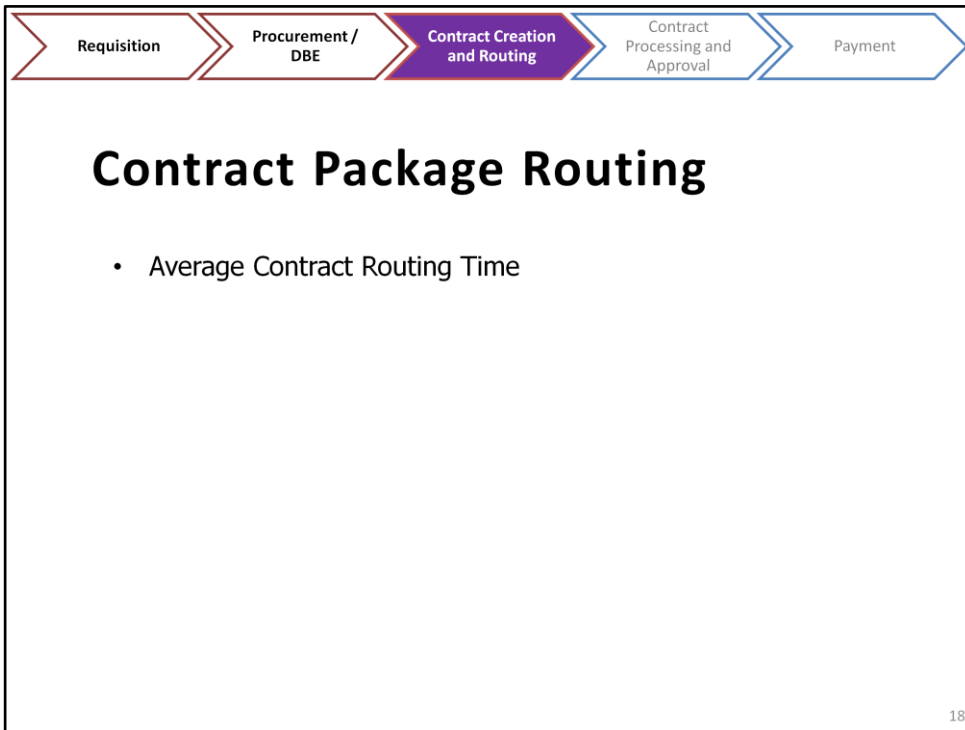 Requisition
Procurement /
DBE
Contract Creation
and Routing
Contract
Processing and
Approval
Payment
Contract Package Routing
• Average Contract Routing Time
18